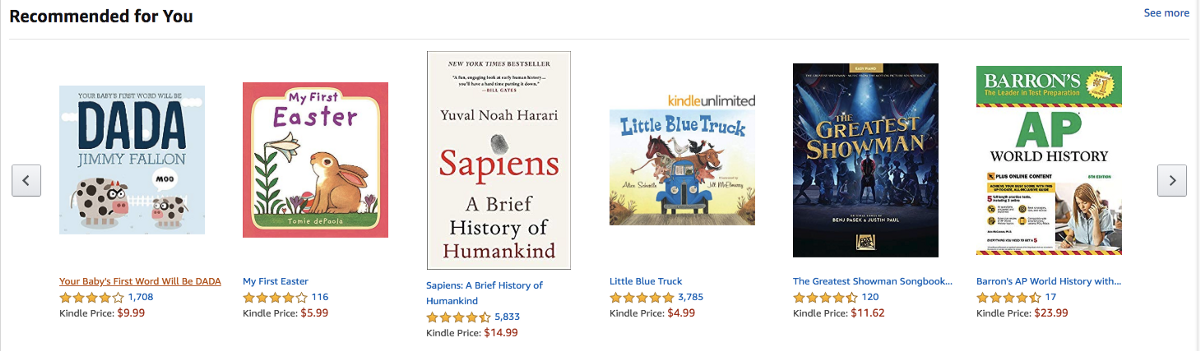 Recommended for You
See more
YOUR BABY'S FIRST WORD WILL BE
DADA
JIMMY FALLON
MOO
My First
Easter
Tomie dePaola
NEW YORK TIMES BESTSELLER
"A fun, engaging look at early human history—
you'll have a hard time putting it down."
—BILL GATES
Yuval Noah Harari
Sapiens
A Brief
History of
Humankind
kindleunlimited
Little Blue Truck
Alice Schertle
Jill McElmurry
THE
GREATEST
SHOWMAN
BENJ PASEK & JUSTIN PAUL
BARRON'S
The Leader in Test Preparation
#1
AP
WORLD HISTORY
PLUS ONLINE CONTENT
8TH EDITION
Your Baby's First Word Will Be DADA
1,708
Kindle Price: $9.99
My First Easter
116
Kindle Price: $5.99
Sapiens: A Brief History of
Humankind
5,833
Kindle Price: $14.99
Little Blue Truck
3,785
Kindle Price: $4.99
The Greatest Showman Songbook...
120
Kindle Price: $11.62
Barron's AP World History with...
17
Kindle Price: $23.99